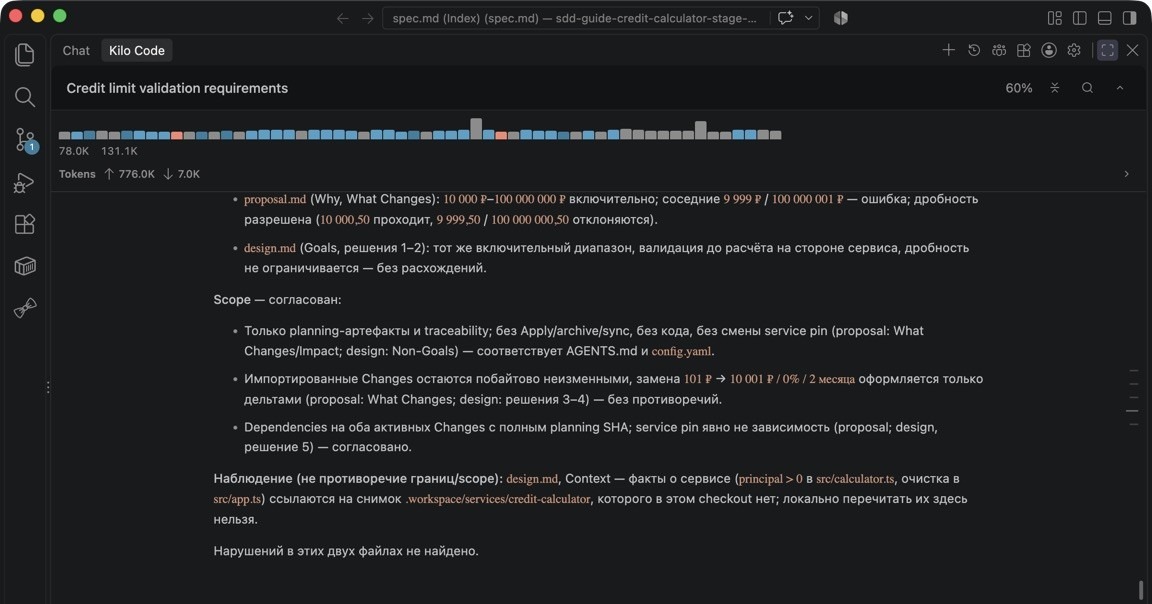 spec.md (Index) (spec.md) — sdd-guide-credit-calculator-stage-...
Chat Kilo Code
Credit limit validation requirements 60%
78.0K 131.1K
Tokens ↑ 776.0K ↓ 7.0K
1
• proposal.md (Why, What Changes): 10 000 ₽–100 000 000 ₽ включительно; соседние 9 999 ₽ / 100 000 001 ₽ — ошибка; дробность
разрешена (10 000,50 проходит, 9 999,50 / 100 000 000,50 отклоняются).
• design.md (Goals, решения 1–2): тот же включительный диапазон, валидация до расчёта на стороне сервиса, дробность
не ограничивается — без расхождений.
Scope — согласован:
• Только planning-артефакты и traceability; без Apply/archive/sync, без кода, без смены service pin (proposal: What
Changes/Impact; design: Non-Goals) — соответствует AGENTS.md и config.yaml.
• Импортированные Changes остаются побайтово неизменными, замена 101 ₽ → 10 001 ₽ / 0% / 2 месяца оформляется только
дельтами (proposal: What Changes; design: решения 3–4) — без противоречий.
• Dependencies на оба активных Changes с полным planning SHA; service pin явно не зависимость (proposal; design,
решение 5) — согласовано.
Наблюдение (не противоречие границ/scope): design.md, Context — факты о сервисе (principal > 0 в src/calculator.ts, очистка в
src/app.ts) ссылаются на снимок .workspace/services/credit-calculator, которого в этом checkout нет; локально перечитать их здесь
нельзя.
Нарушений в этих двух файлах не найдено.